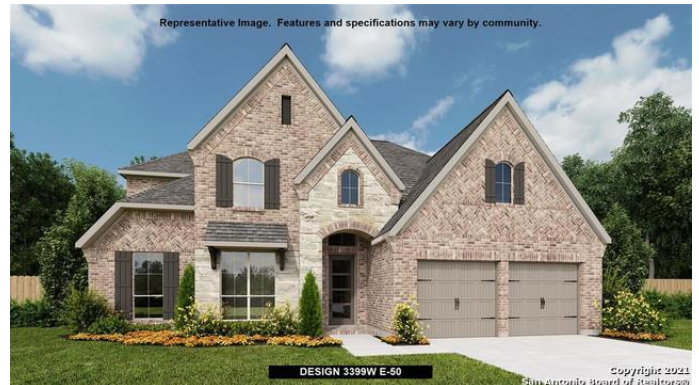 Representative Image. Features and specifications may vary by community.
DESIGN 3399W E-50
Copyright 2021
San Antonio Board of Realtors®